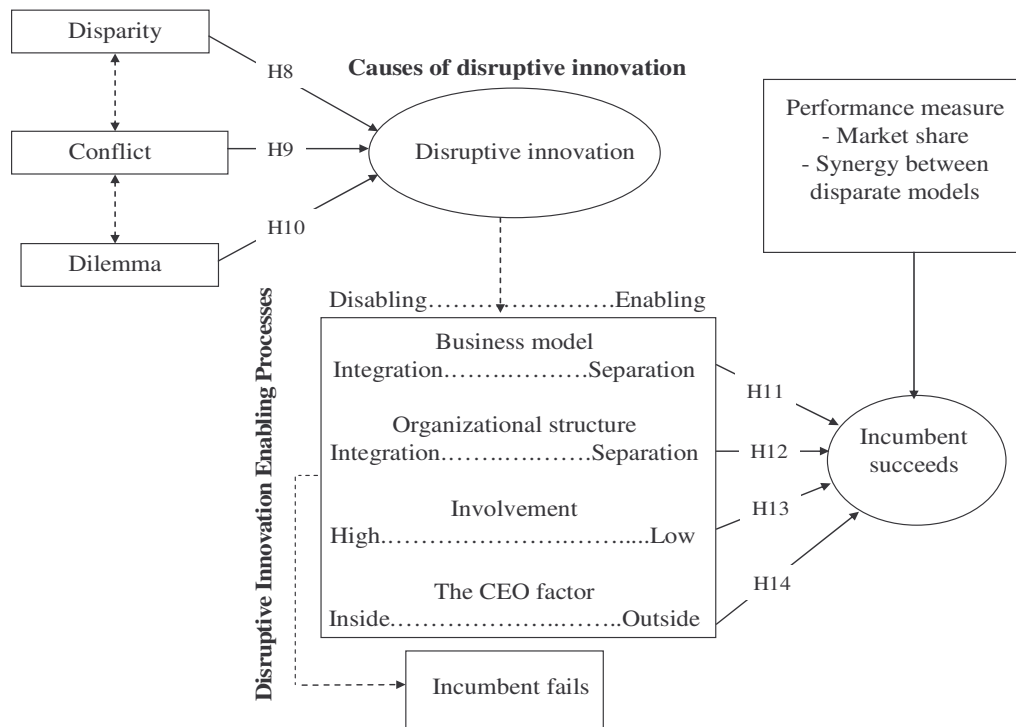 Disparity
H8
Causes of disruptive innovation
Performance measure
- Market share
- Synergy between
disparate models
Conflict
H9
Disruptive innovation
H10
Dilemma
Disruptive Innovation Enabling Processes
Disabling……………….……Enabling
Business model
Integration…………………Separation
H11
Organizational structure
Integration…………………Separation
H12
Incumbent
succeeds
Involvement
High……………………………....Low
H13
The CEO factor
Inside……………………………Outside
H14
Incumbent fails